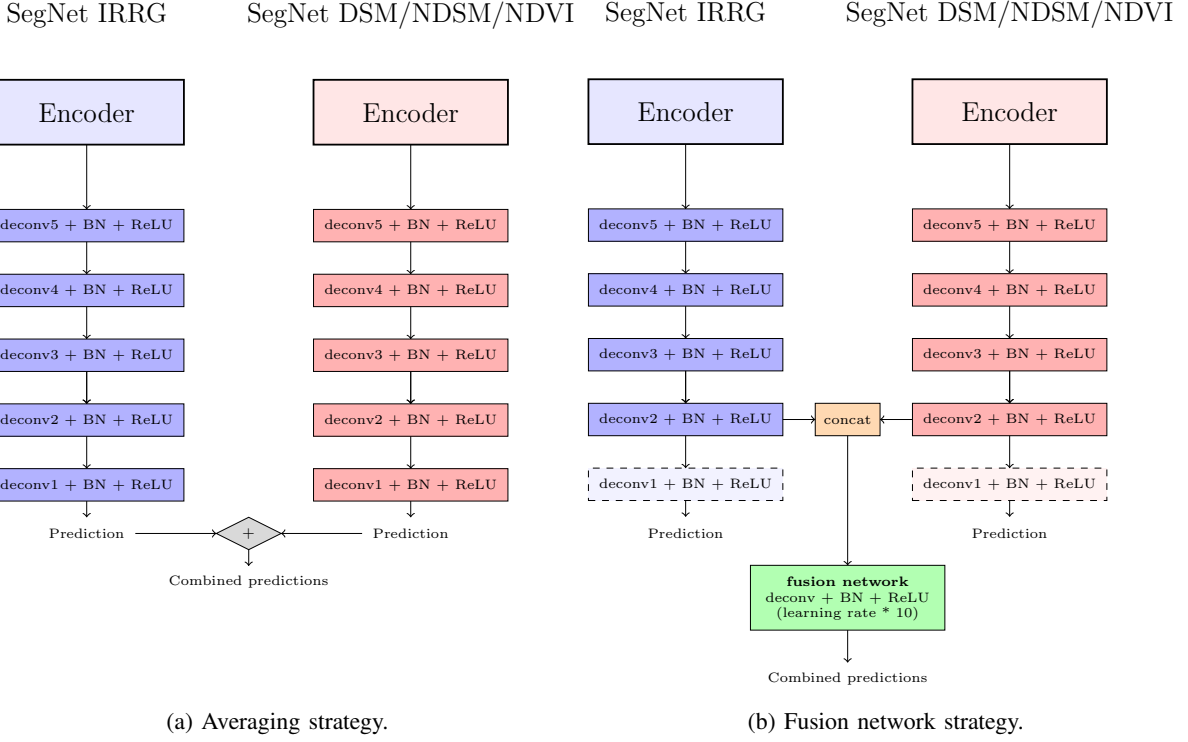 SegNet IRRG
SegNet DSM/NDSM/NDVI
Encoder
Encoder
deconv5 + BN + ReLU
deconv5 + BN + ReLU
deconv4 + BN + ReLU
deconv4 + BN + ReLU
deconv3 + BN + ReLU
deconv3 + BN + ReLU
deconv2 + BN + ReLU
deconv2 + BN + ReLU
deconv1 + BN + ReLU
deconv1 + BN + ReLU
Prediction
+
Prediction
Combined predictions
(a) Averaging strategy.
SegNet IRRG
SegNet DSM/NDSM/NDVI
Encoder
Encoder
deconv5 + BN + ReLU
deconv5 + BN + ReLU
deconv4 + BN + ReLU
deconv4 + BN + ReLU
deconv3 + BN + ReLU
deconv3 + BN + ReLU
deconv2 + BN + ReLU
concat
deconv2 + BN + ReLU
deconv1 + BN + ReLU
deconv1 + BN + ReLU
Prediction
Prediction
fusion network
deconv + BN + ReLU
(learning rate * 10)
Combined predictions
(b) Fusion network strategy.